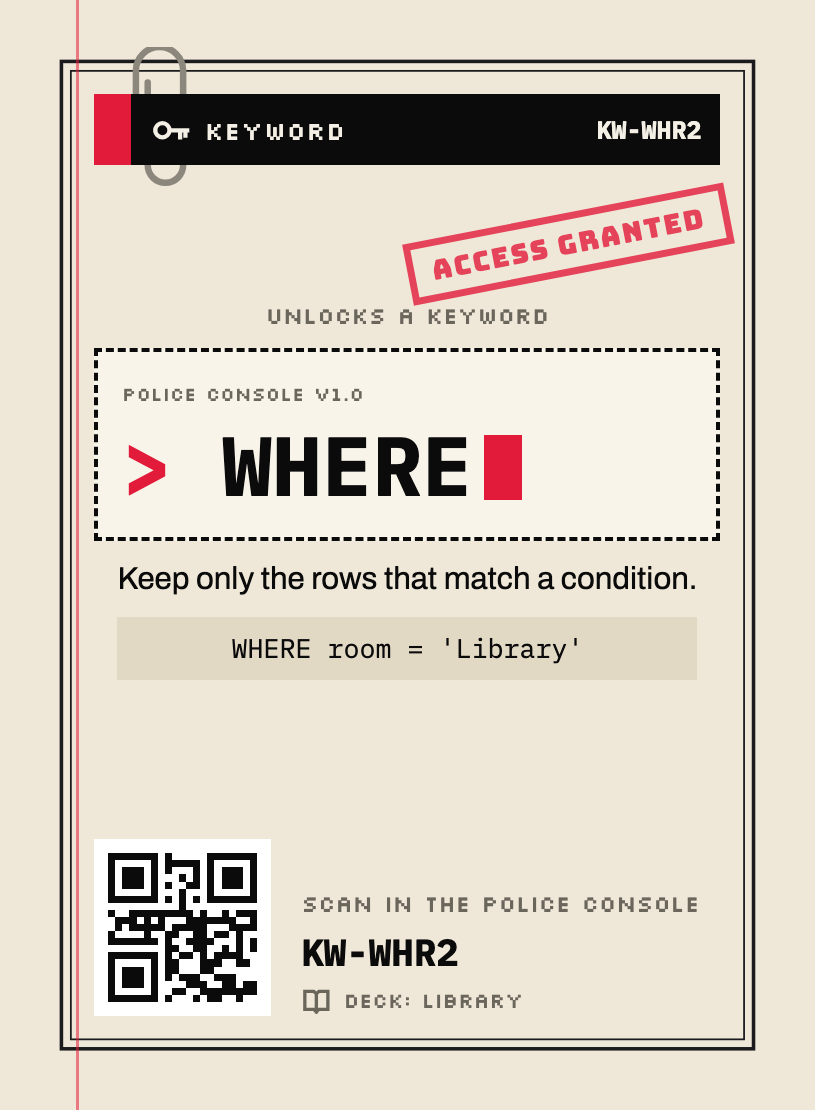 KEYWORD KW-WHR2
ACCESS GRANTED
UNLOCKS A KEYWORD
POLICE CONSOLE V1.0
> WHERE
Keep only the rows that match a condition.
WHERE room = 'Library'
SCAN IN THE POLICE CONSOLE
KW-WHR2
DECK: LIBRARY